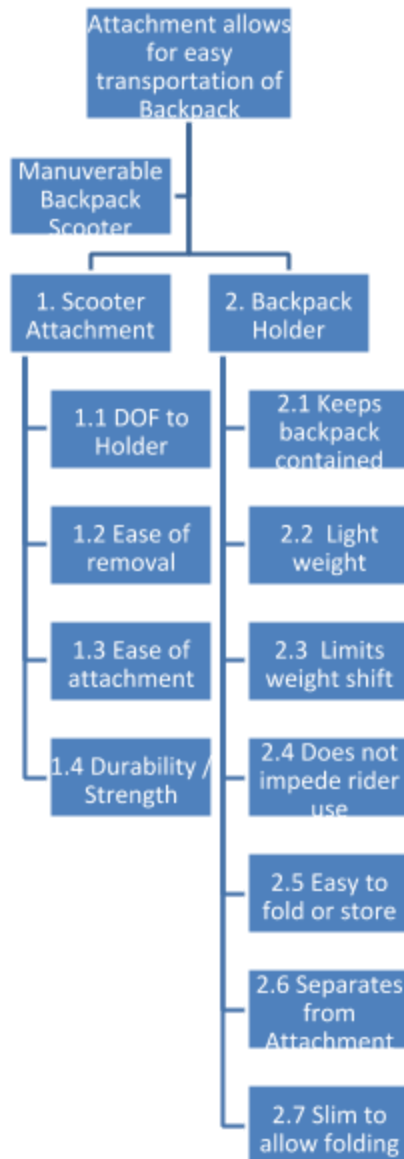 Attachment allows
for easy
transportation of
Backpack
Manuverable
Backpack
Scooter
1. Scooter
Attachment
2. Backpack
Holder
1.1 DOF to
Holder
1.2 Ease of
removal
1.3 Ease of
attachment
1.4 Durability /
Strength
2.1 Keeps
backpack
contained
2.2 Light
weight
2.3 Limits
weight shift
2.4 Does not
impede rider
use
2.5 Easy to
fold or store
2.6 Separates
from
Attachment
2.7 Slim to
allow folding